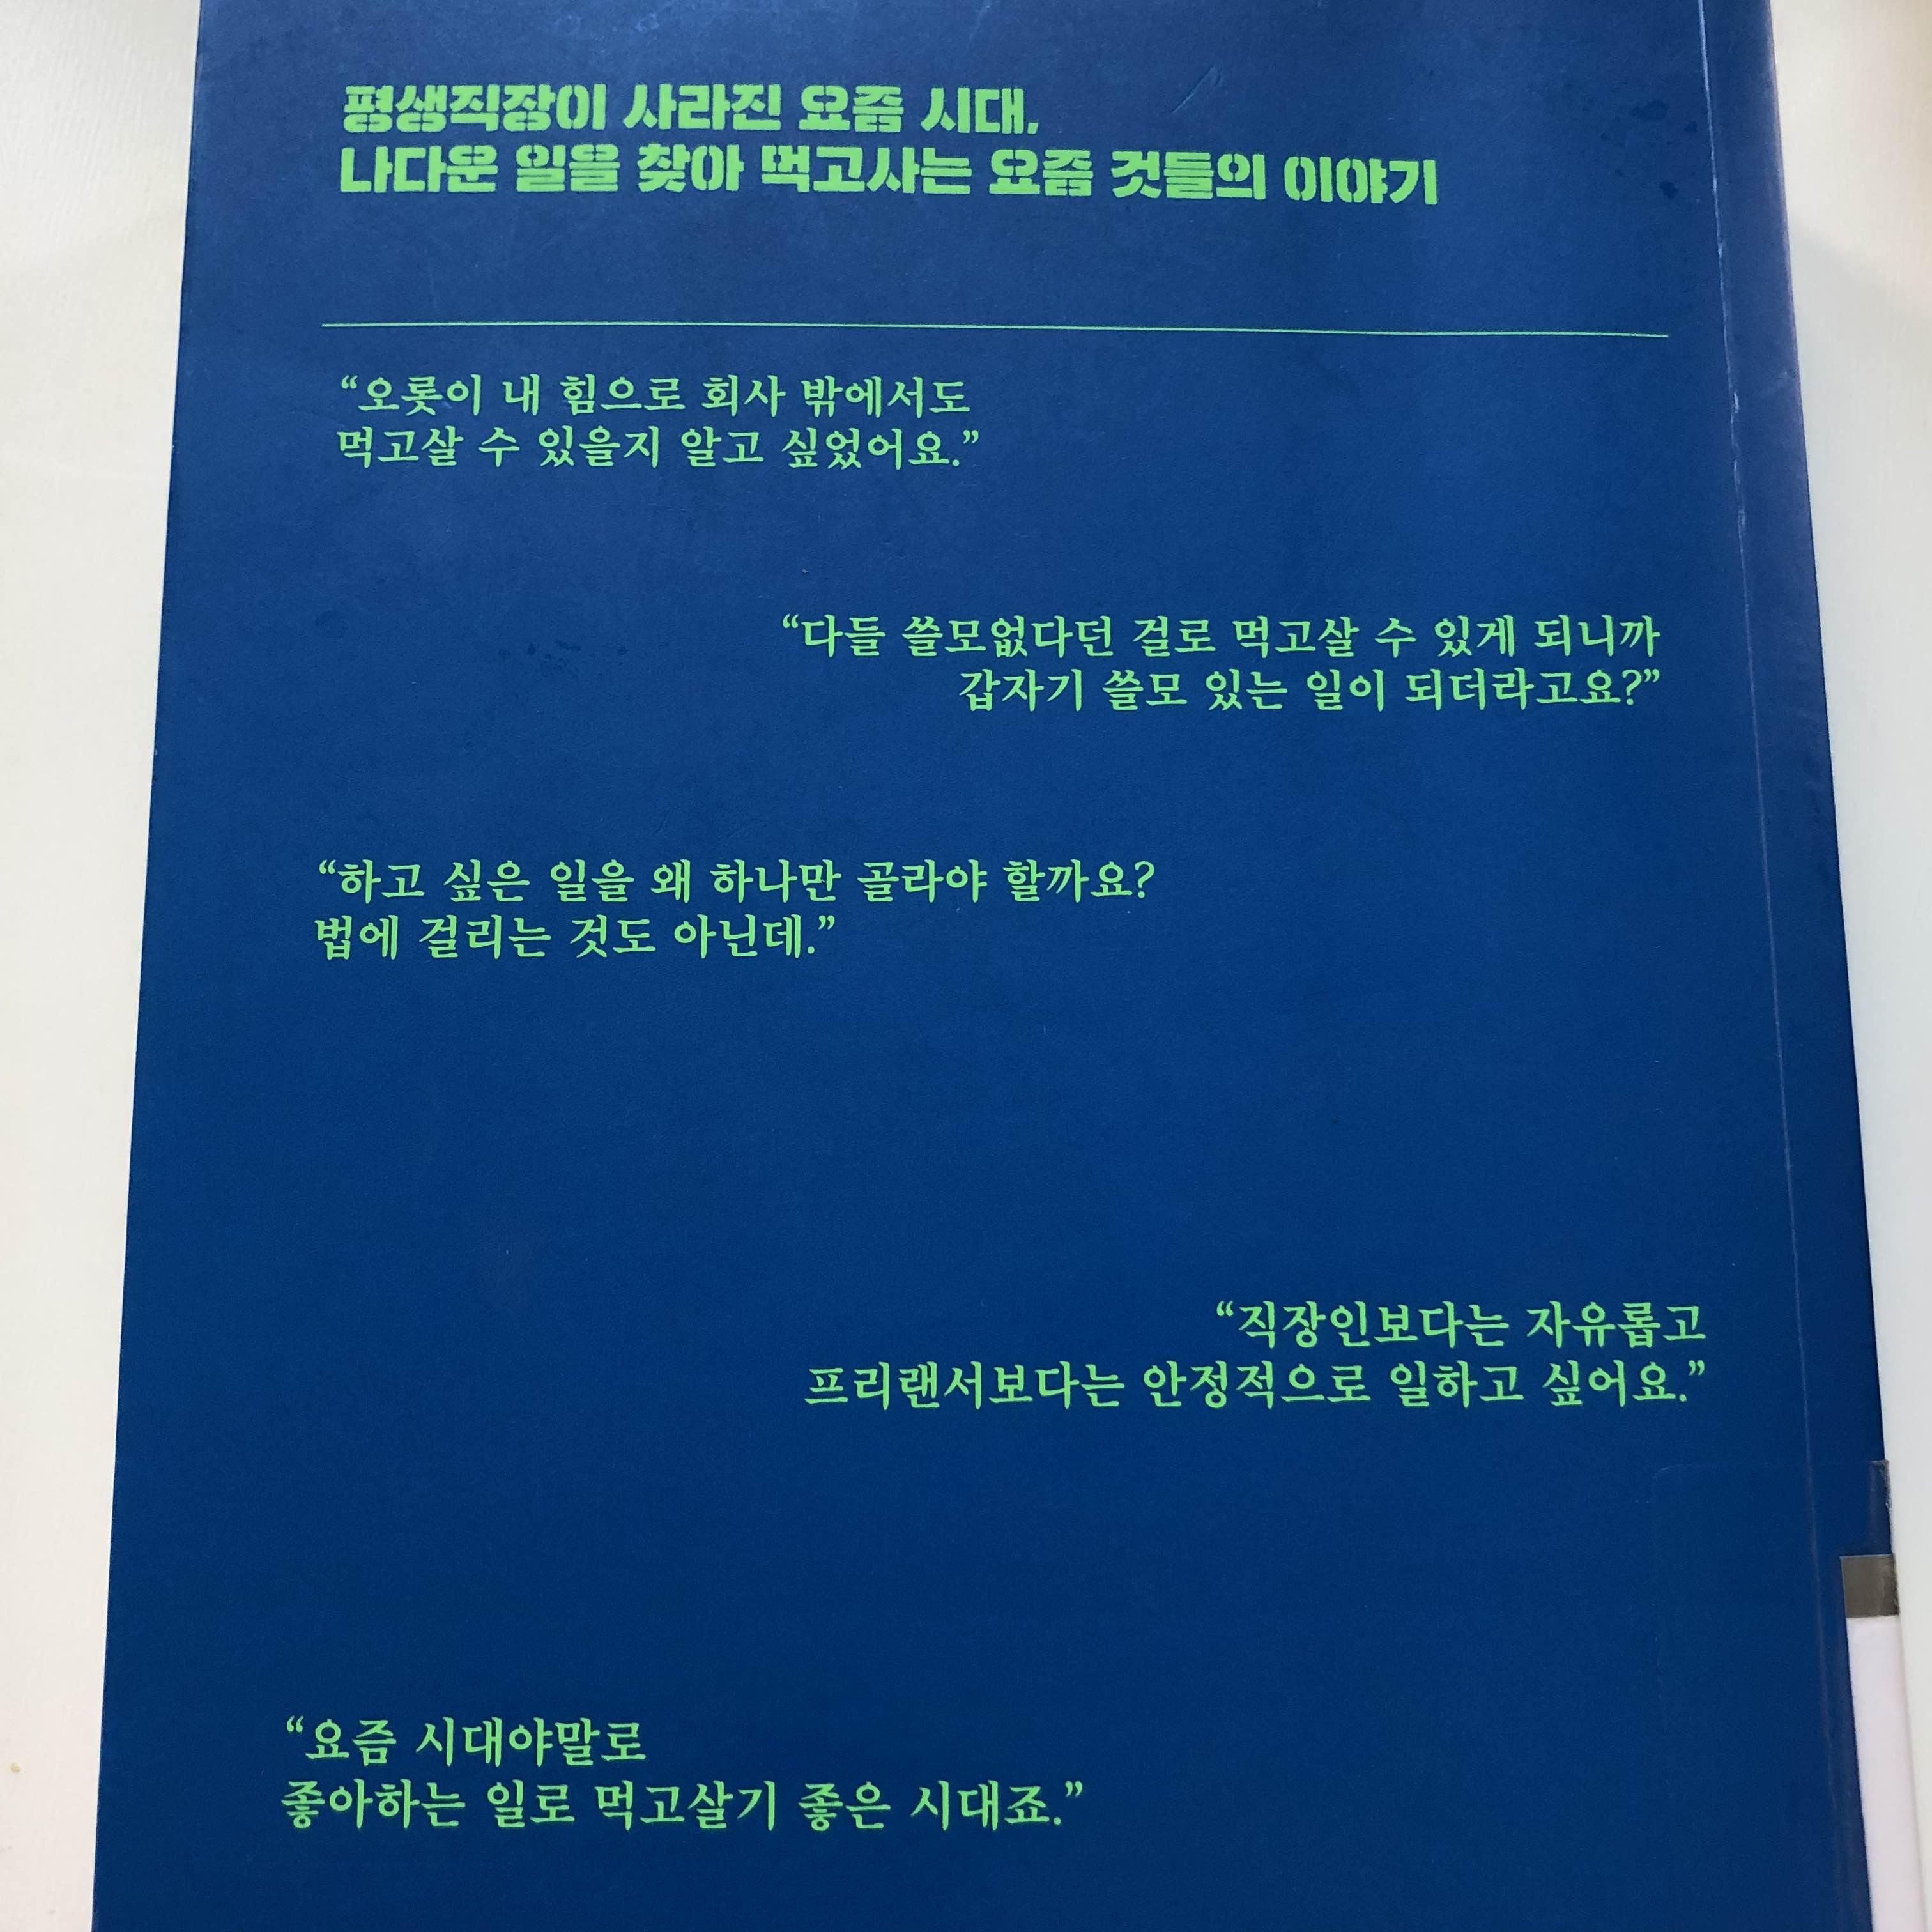 평생직장이 사라진 요즘 시대,
나다운 일을 찾아 먹고사는 요즘 것들의 이야기
“오롯이 내 힘으로 회사 밖에서도
먹고살 수 있을지 알고 싶었어요.”
“다들 쓸모없다던 걸로 먹고살 수 있게 되니까
갑자기 쓸모 있는 일이 되더라고요?”
“하고 싶은 일을 왜 하나만 골라야 할까요?
법에 걸리는 것도 아닌데.”
“직장인보다는 자유롭고
프리랜서보다는 안정적으로 일하고 싶어요.”
“요즘 시대야말로
좋아하는 일로 먹고살기 좋은 시대죠.”